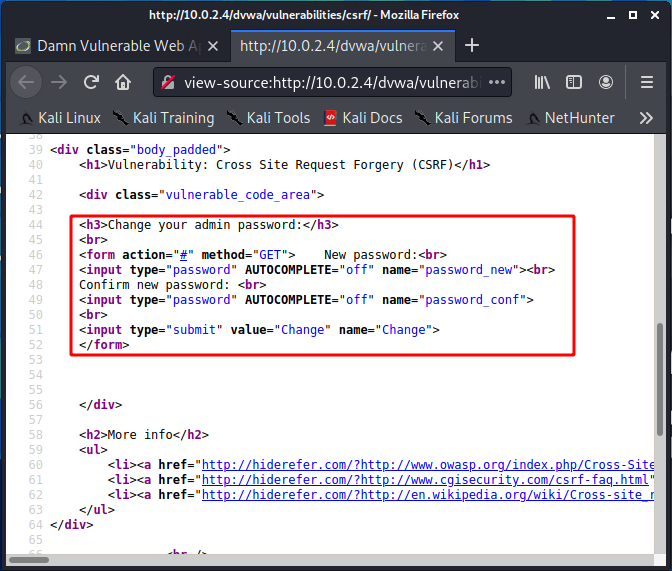 http://10.0.2.4/dvwa/vulnerabilities/csrf/ - Mozilla Firefox
Damn Vulnerable Web Ap
http://10.0.2.4/dvwa/vulnera
view-source:http://10.0.2.4/dvwa/vulnerabi
Kali Linux Kali Training Kali Tools Kali Docs Kali Forums NetHunter
38
39 <div class="body_padded">
40 <h1>Vulnerability: Cross Site Request Forgery (CSRF)</h1>
41
42 <div class="vulnerable_code_area">
43
44 <h3>Change your admin password:</h3>
45 <br>
46 <form action="#" method="GET"> New password:<br>
47 <input type="password" AUTOCOMPLETE="off" name="password_new"><br>
48 Confirm new password: <br>
49 <input type="password" AUTOCOMPLETE="off" name="password_conf">
50 <br>
51 <input type="submit" value="Change" name="Change">
52 </form>
53
54
55
56 </div>
57
58 <h2>More info</h2>
59 <ul>
60 <li><a href="http://hiderefer.com/?http://www.owasp.org/index.php/Cross-Site
61 <li><a href="http://hiderefer.com/?http://www.cgisecurity.com/csrf-faq.html"
62 <li><a href="http://hiderefer.com/?http://en.wikipedia.org/wiki/Cross-site_r
63 </ul>
64 </div>
65
66 <br />